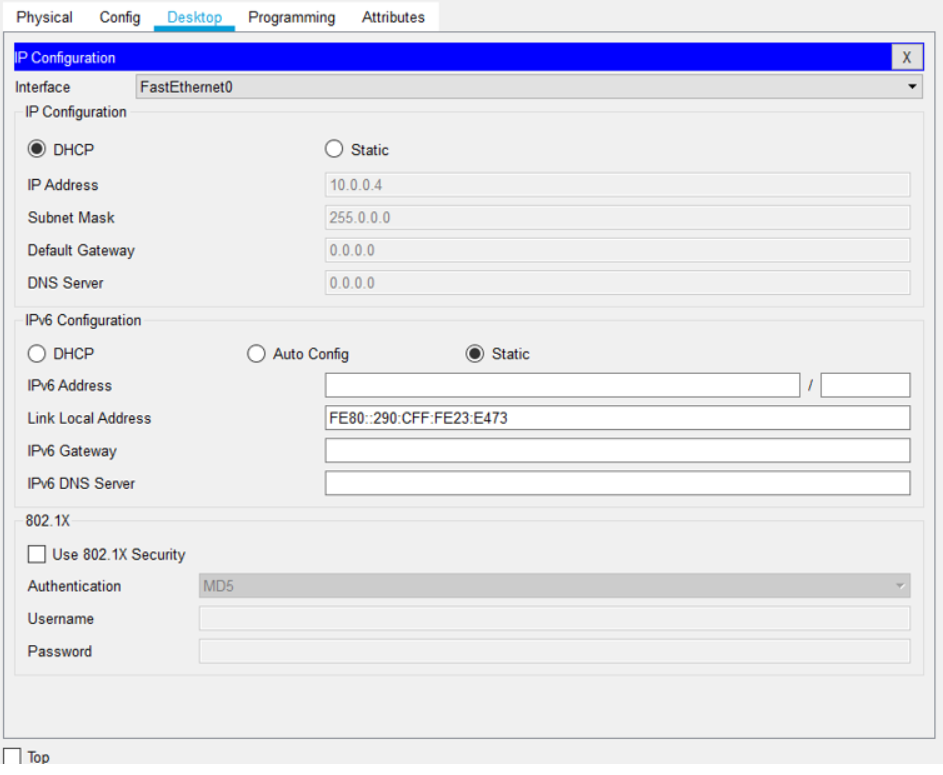 Physical Config Desktop Programming Attributes
IP Configuration X
Interface FastEthernet0
IP Configuration
DHCP Static
IP Address 10.0.0.4
Subnet Mask 255.0.0.0
Default Gateway 0.0.0.0
DNS Server 0.0.0.0
IPv6 Configuration
DHCP Auto Config Static
IPv6 Address /
Link Local Address FE80::290:CFF:FE23:E473
IPv6 Gateway
IPv6 DNS Server
802.1X
Use 802.1X Security
Authentication MD5
Username
Password
Top